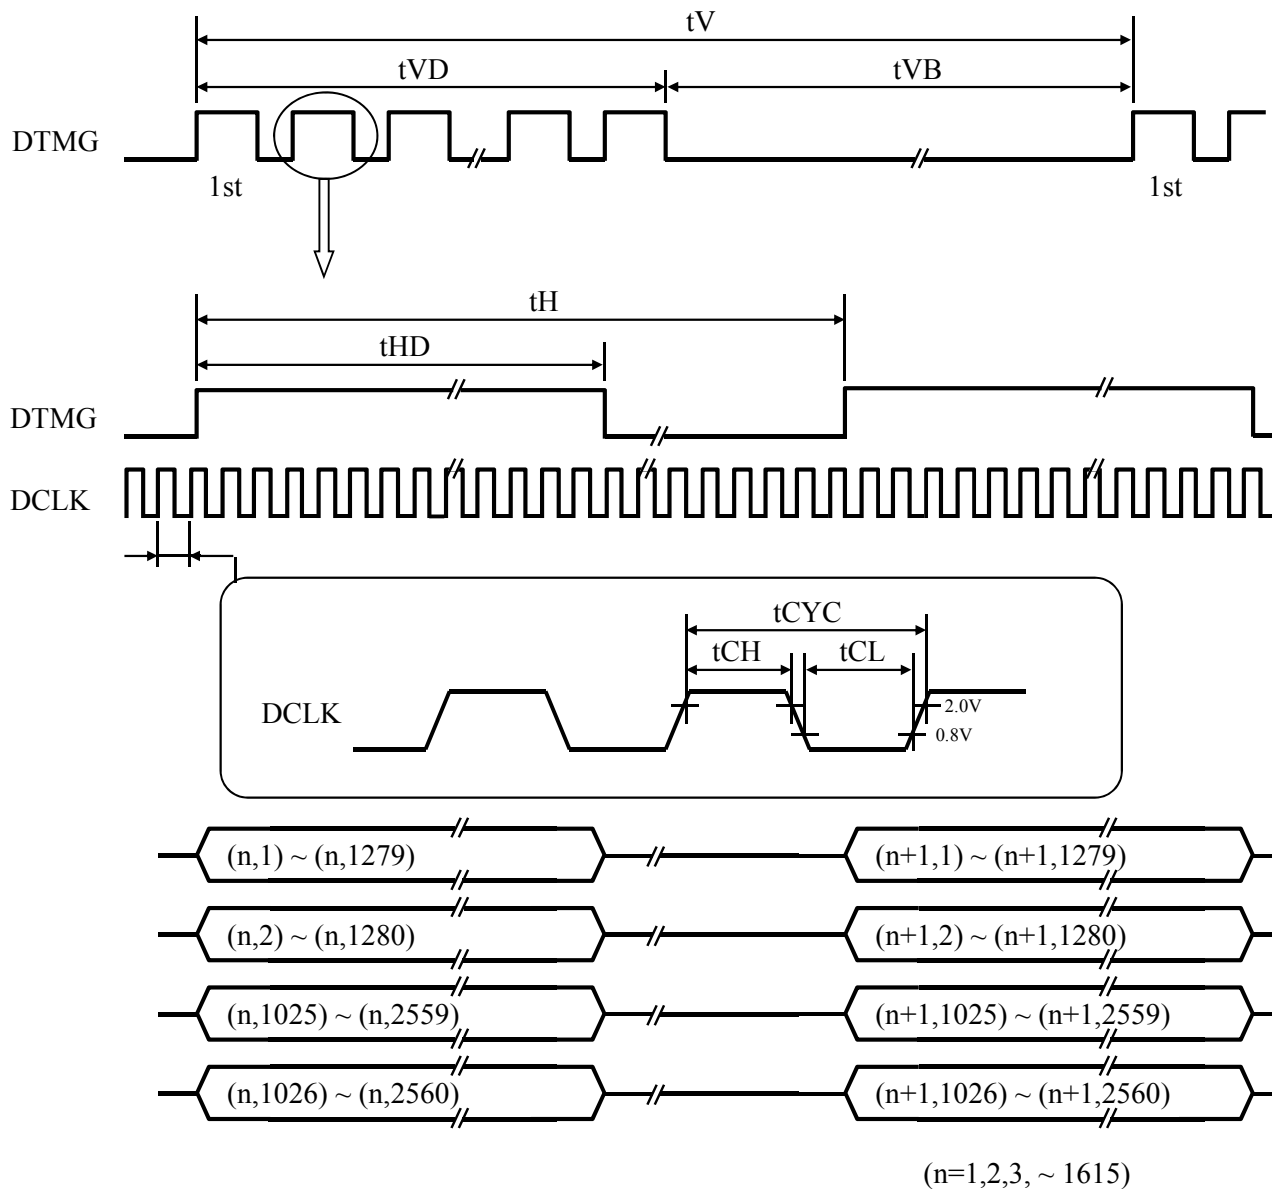 tV
tVD tVB
DTMG
1st 1st
tH
tHD
DTMG
DCLK
tCYC
tCH tCL
DCLK
2.0V
0.8V
(n,1) ~ (n,1279) (n+1,1) ~ (n+1,1279)
(n,2) ~ (n,1280) (n+1,2) ~ (n+1,1280)
(n,1025) ~ (n,2559) (n+1,1025) ~ (n+1,2559)
(n,1026) ~ (n,2560) (n+1,1026) ~ (n+1,2560)
(n=1,2,3, ~ 1615)